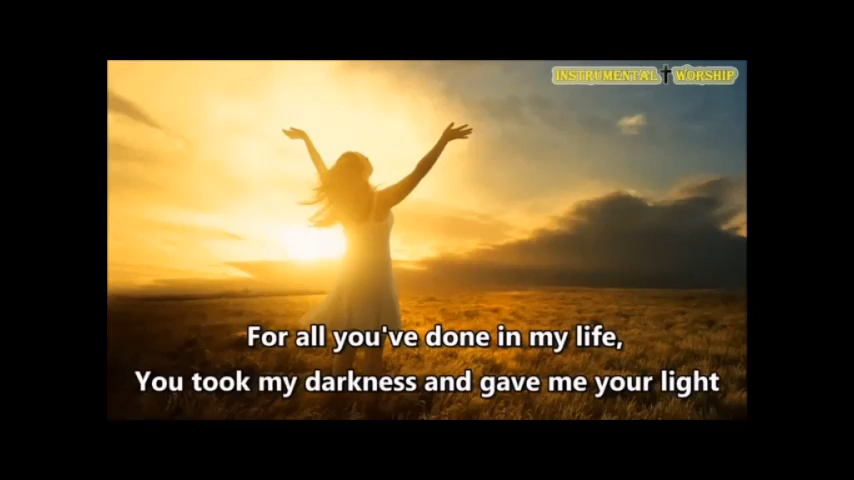 INSTRUMENTAL WORSHIP
For all you've done in my life,
You took my darkness and gave me your light